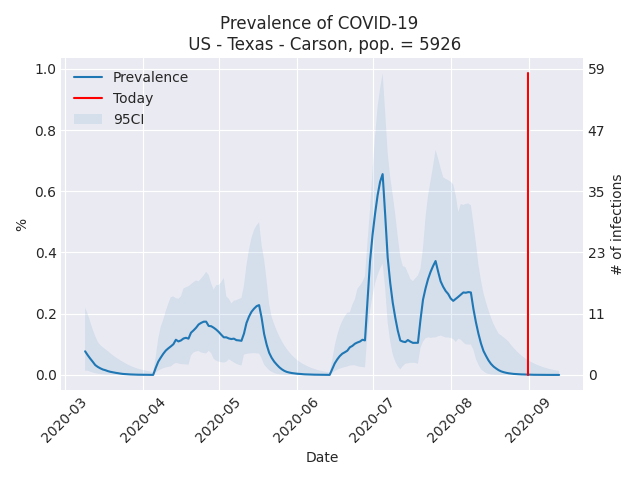 Prevalence of COVID-19
US - Texas - Carson, pop. = 5926
1.0
0.8
0.6
0.4
0.2
0.0
%
Prevalence
Today
95CI
59
47
35
23
11
0
# of infections
2020-03
2020-04
2020-05
2020-06
2020-07
2020-08
2020-09
Date